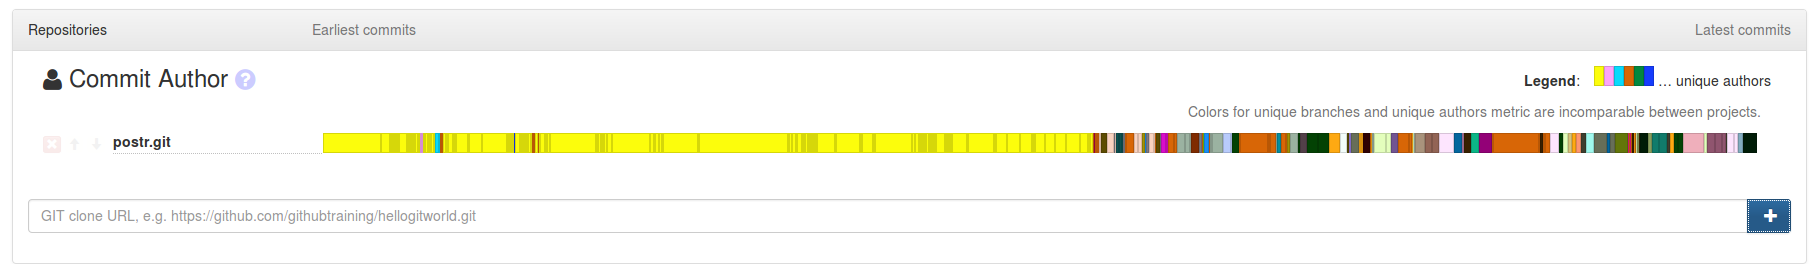 Repositories Earliest commits Latest commits
Commit Author ?
Legend: ... unique authors
Colors for unique branches and unique authors metric are incomparable between projects.
postr.git
GIT clone URL, e.g. https://github.com/githubtraining/hellogitworld.git